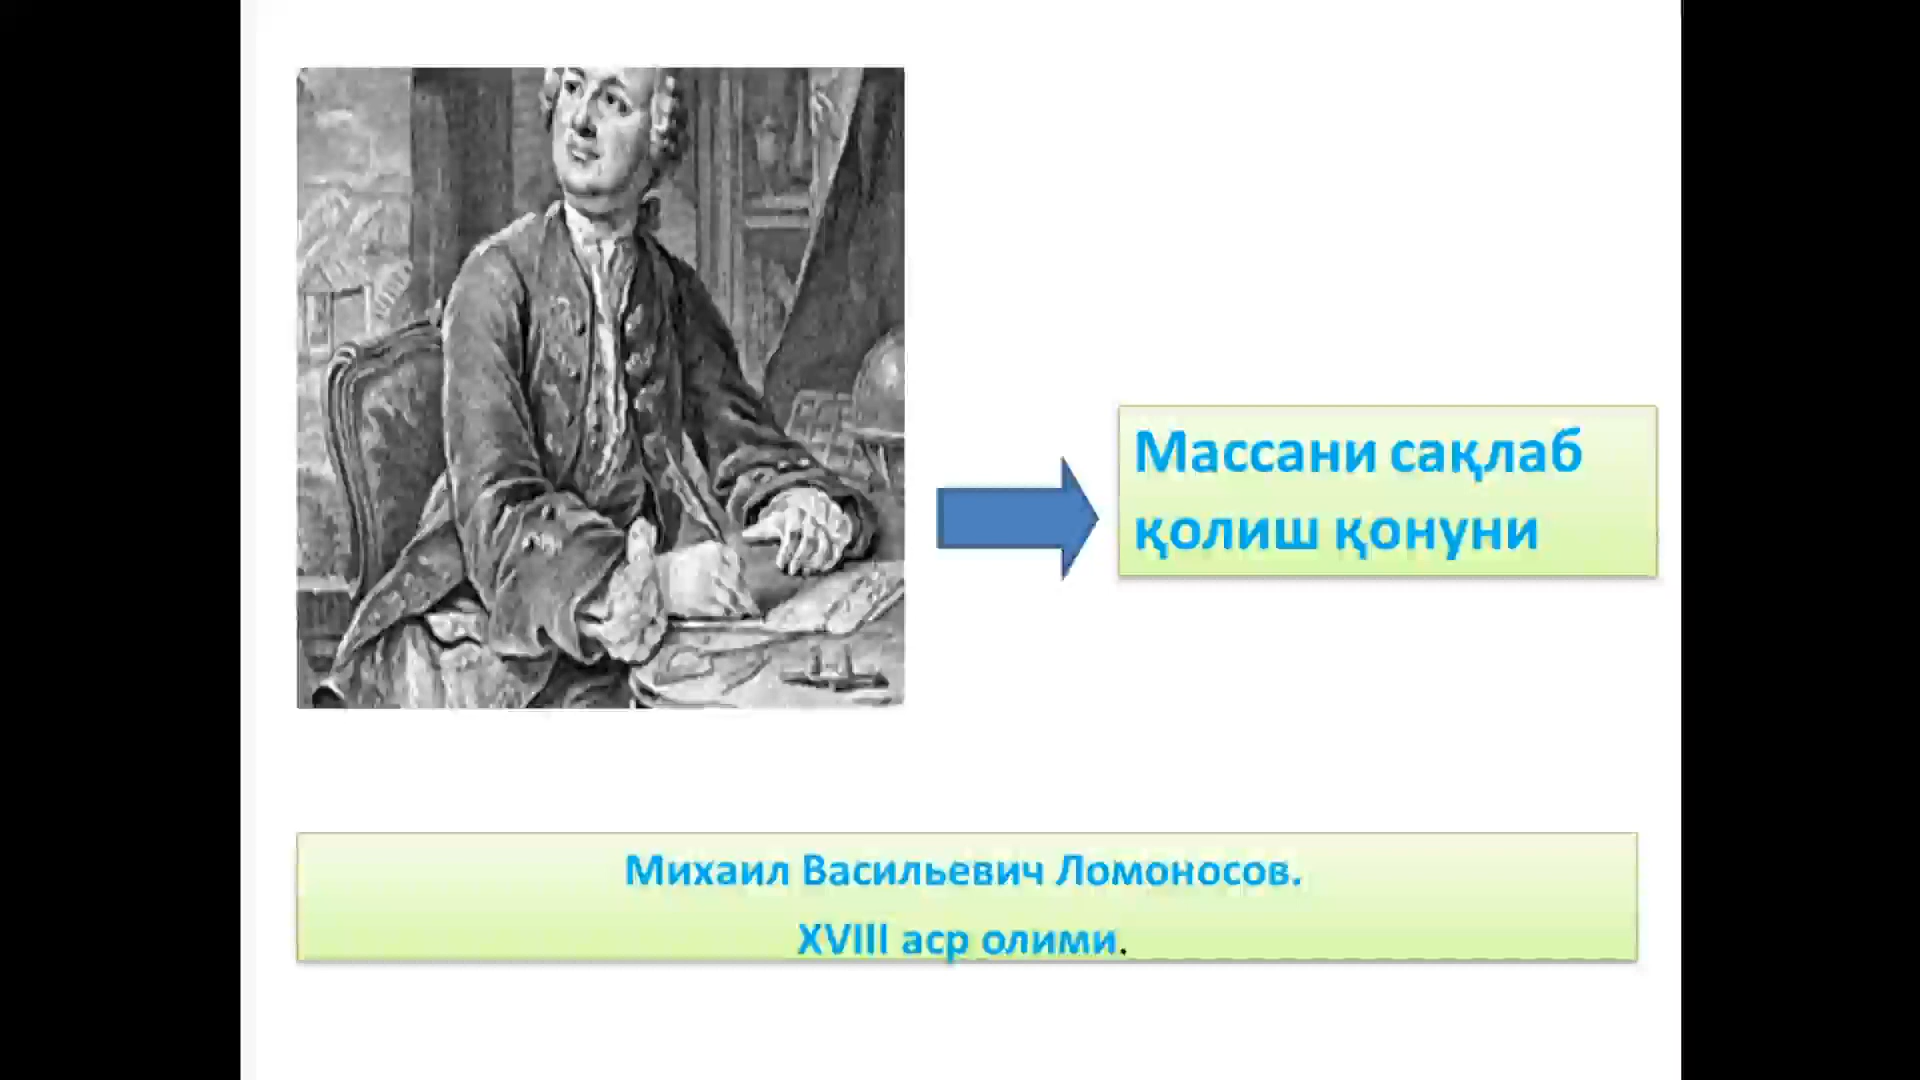 Массани сақлаб
қолиш қонуни
Михаил Васильевич Ломоносов.
XVIII аср олими.